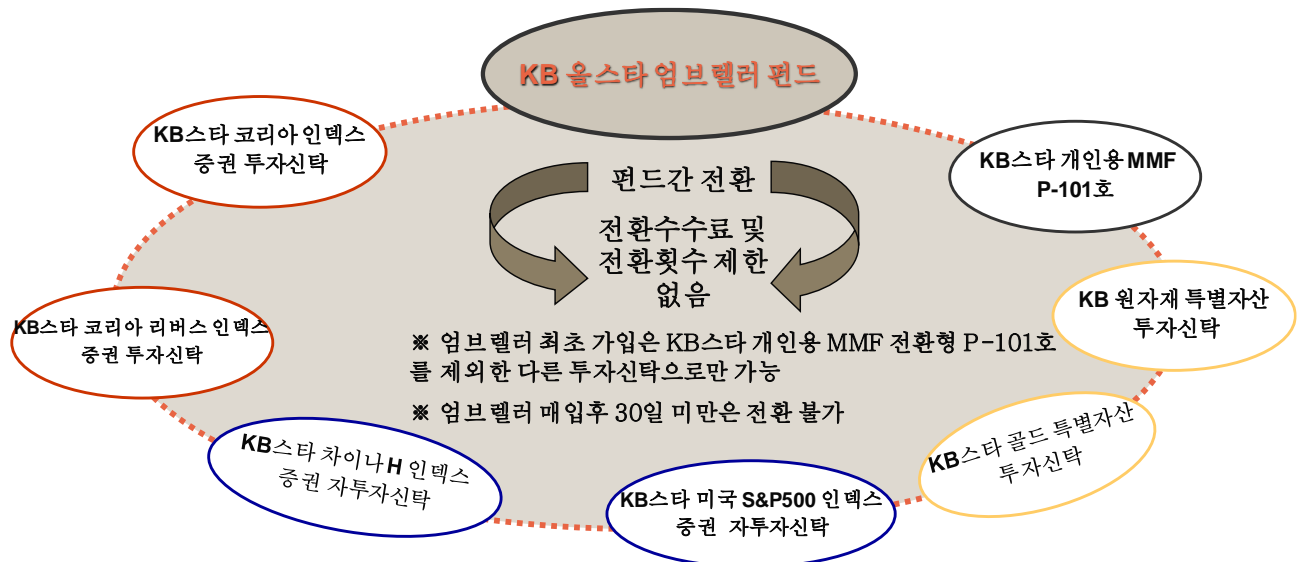 KB 올스타 엄브렐러 펀드
KB스타 코리아 인덱스
증권 투자신탁
KB스타 개인용 MMF
P-101호
펀드간 전환
전환수수료 및
전환횟수 제한
없음
KB스타 코리아 리버스 인덱스
증권 투자신탁
KB 원자재 특별자산
투자신탁
※ 엄브렐러 최초 가입은 KB스타 개인용 MMF 전환형 P-101호
를 제외한 다른 투자신탁으로만 가능
※ 엄브렐러 매입후 30일 미만은 전환 불가
KB스타 차이나H 인덱스
증권 자투자신탁
KB스타 미국 S&P500 인덱스
증권 자투자신탁
KB스타 골드 특별자산
투자신탁